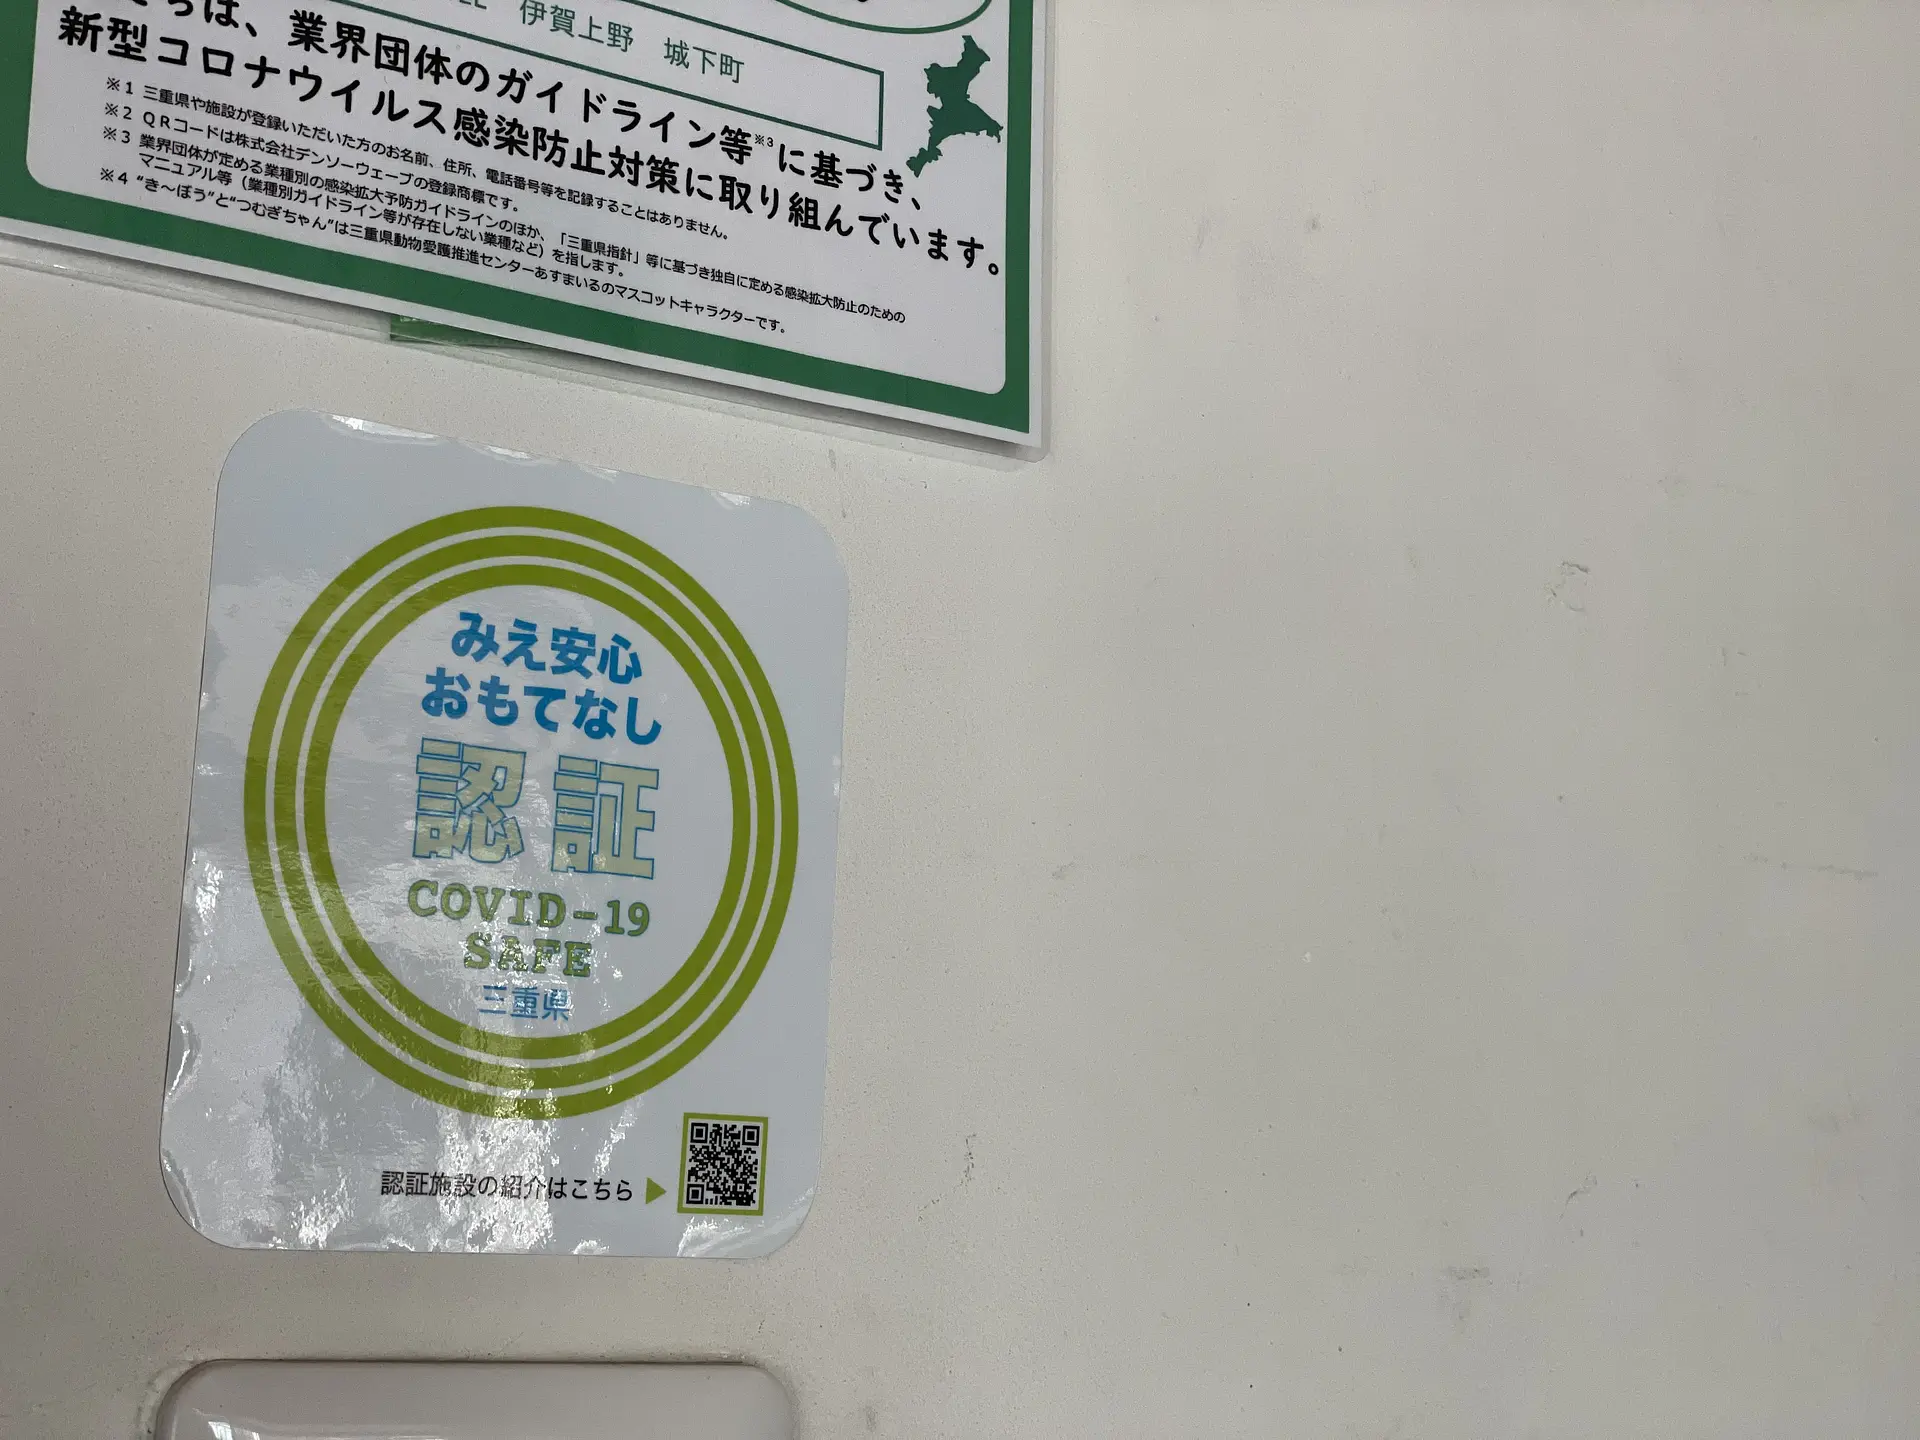 伊賀上野 城下町
は、業界団体のガイドライン等※3に基づき、
新型コロナウイルス感染防止対策に取り組んでいます。
※1 三重県や施設が登録いただいた方のお名前、住所、電話番号等を記録することはありません。
※2 QRコードは株式会社デンソーウェーブの登録商標です。
※3 業界団体が定める業種別の感染拡大予防ガイドラインのほか、「三重県指針」等に基づき独自に定める感染拡大防止のための
マニュアル等（業種別ガイドライン等が存在しない業種など）を指します。
※4 “き～ぼう”と“つむぎちゃん”は三重県動物愛護推進センターあすまいるのマスコットキャラクターです。
みえ安心
おもてなし
認証
COVID-19
SAFE
三重県
認証施設の紹介はこちら▶